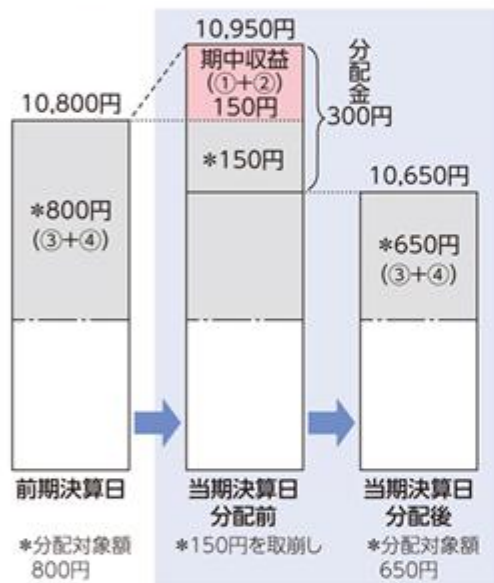 10,800円
*800円
(③+④)
前期決算日
*分配対象額
800円
10,950円
期中収益
(①+②)
150円
*150円
分配金
300円
当期決算日
分配前
*150円を取崩し
10,650円
*650円
(③+④)
当期決算日
分配後
*分配対象額
650円